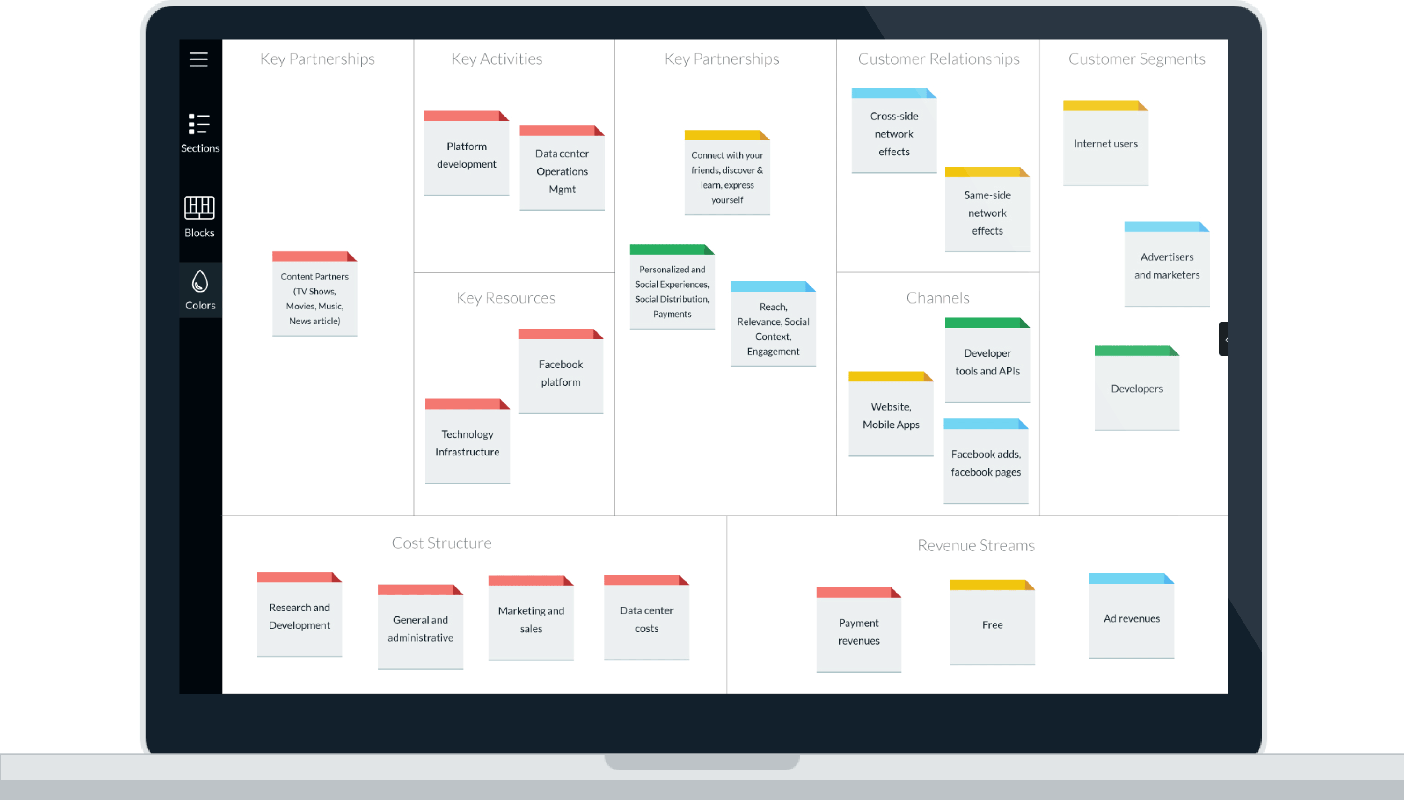 Sections
Blocks
Colors
Key Partnerships
Content Partners
(TV Shows,
Movies, Music,
News article)
Key Activities
Platform
development
Data center
Operations
Mgmt
Key Resources
Facebook
platform
Technology
Infrastructure
Key Partnerships
Connect with your
friends, discover &
earn, express
yourself
Personalized and
Social Experiences,
Social Distribution,
Payments
Reach,
Relevance, Social
Context,
Engagement
Customer Relationships
Cross-side
network
effects
Same-side
network
effects
Channels
Developer
tools and APIs
Website,
Mobile Apps
Facebook adds,
facebook pages
Customer Segments
Internet users
Advertisers
and marketers
Developers
Cost Structure
Research and
Development
General and
administrative
Marketing and
sales
Data center
costs
Revenue Streams
Payment
revenues
Free
Ad revenues